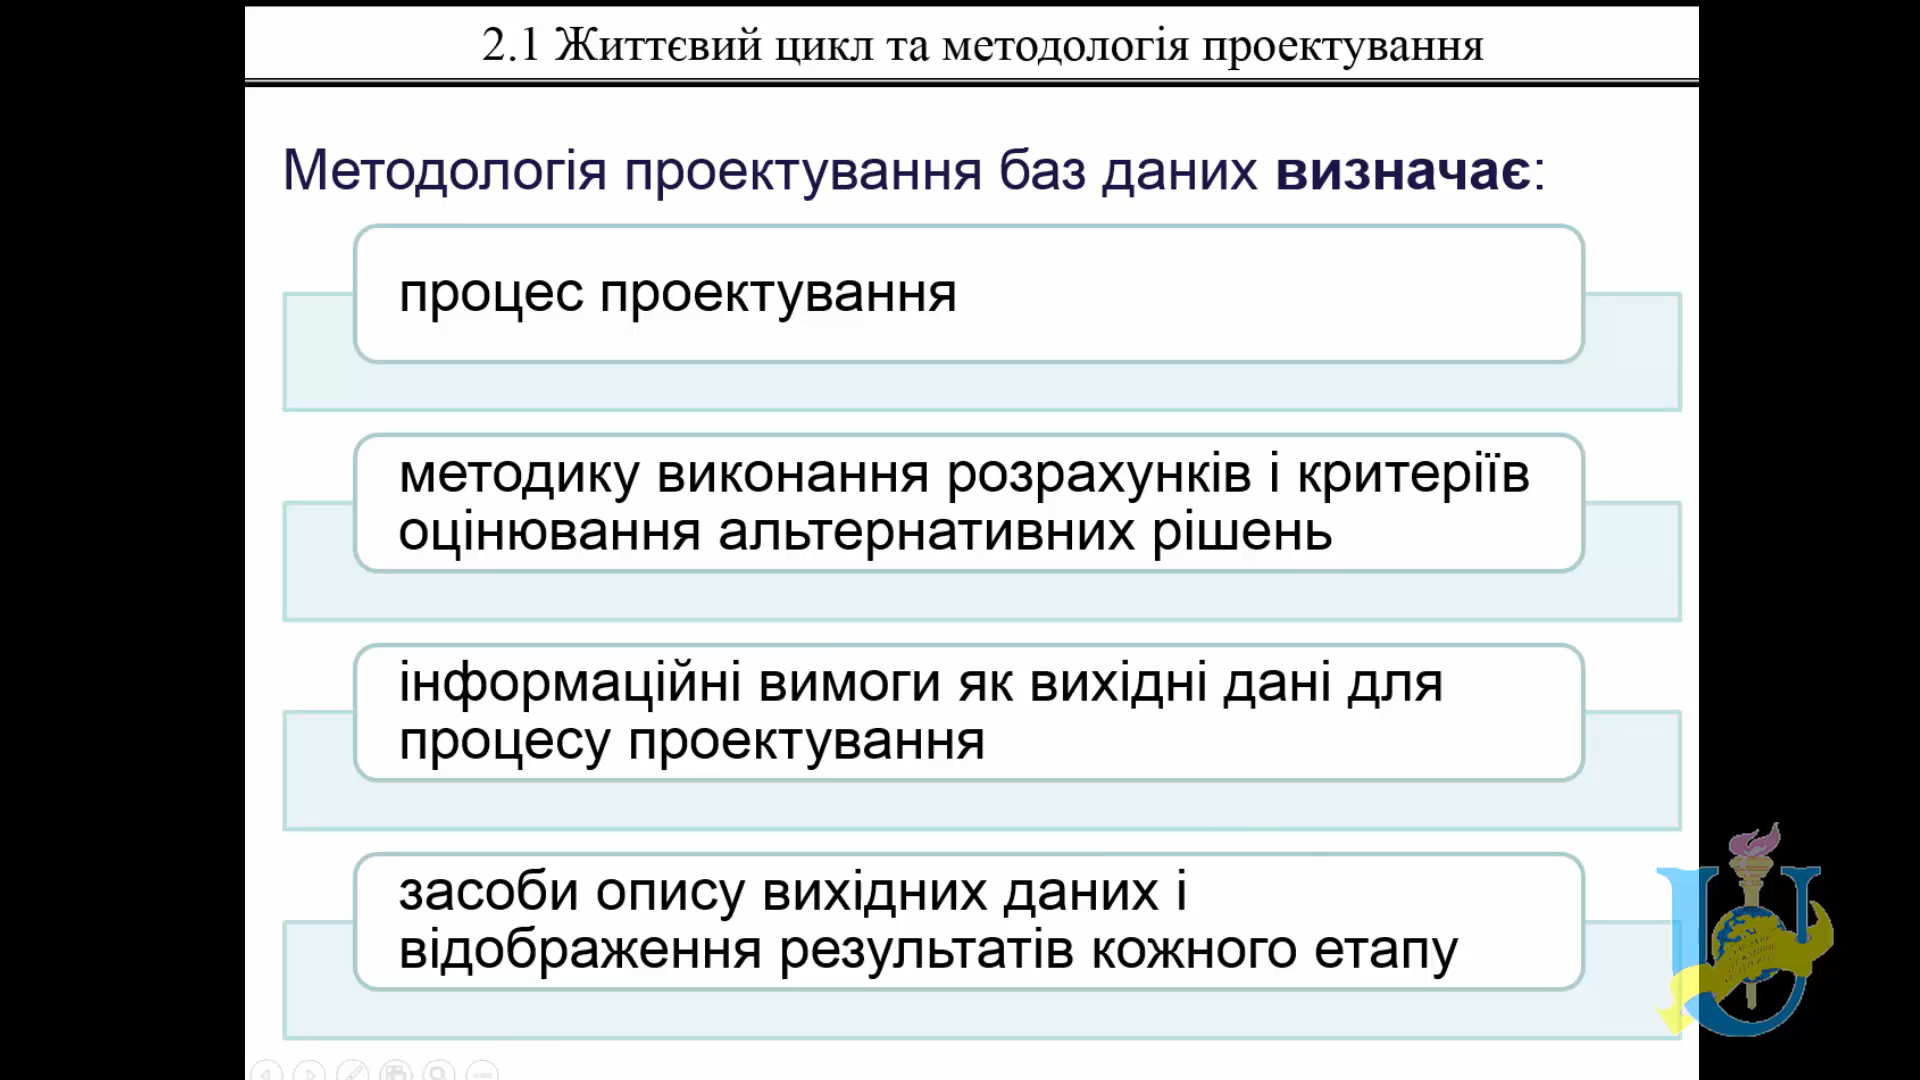 2.1 Життєвий цикл та методологія проектування
Методологія проектування баз даних визначає:
процес проектування
методику виконання розрахунків і критеріїв
оцінювання альтернативних рішень
інформаційні вимоги як вихідні дані для
процесу проектування
засоби опису вихідних даних і
відображення результатів кожного етапу